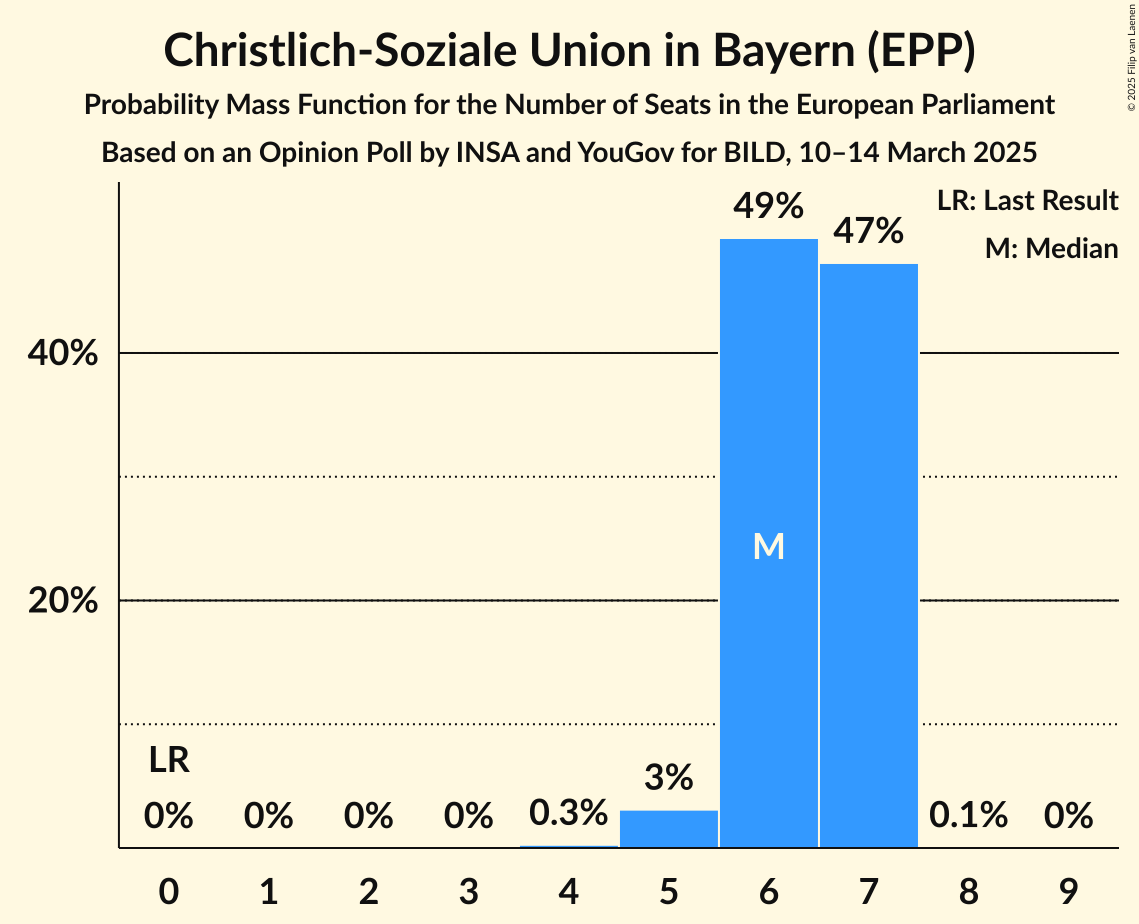 Christlich-Soziale Union in Bayern (EPP)
Probability Mass Function for the Number of Seats in the European Parliament
Based on an Opinion Poll by INSA and YouGov for BILD, 10–14 March 2025
© 2025 Filip van Laenen
LR: Last Result
M: Median
49%
47%
40%
M
20%
LR
0%
0%
0%
0%
0.3%
3%
0.1%
0%
0
1
2
3
4
5
6
7
8
9